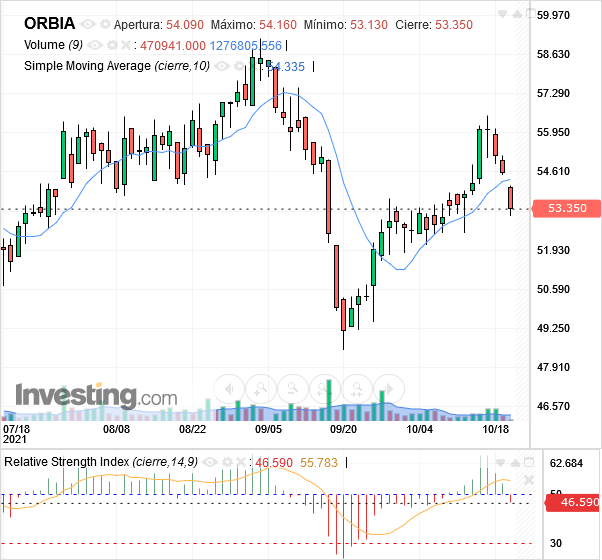 ORBIA Apertura: 54.090 Máximo: 54.160 Mínimo: 53.130 Cierre: 53.350
Volume (9) : 470941.000 1276805.556
Simple Moving Average (cierre,10) 54.335
59.970
58.630
57.290
55.950
54.610
53.350
51.930
50.590
49.250
47.910
46.570
Investing.com
07/18 08/08 08/22 09/05 09/20 10/04 10/18
2021
Relative Strength Index (cierre,14,9) : 46.590 55.783
62.684
50
46.590
30